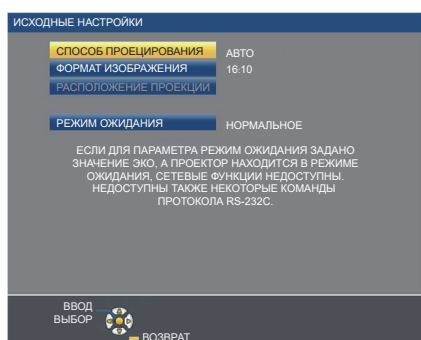 ИСХОДНЫЕ НАСТРОЙКИ
СПОСОБ ПРОЕЦИРОВАНИЯ АВТО
ФОРМАТ ИЗОБРАЖЕНИЯ 16:10
РАСПОЛОЖЕНИЕ ПРОЕКЦИИ
РЕЖИМ ОЖИДАНИЯ НОРМАЛЬНОЕ
ЕСЛИ ДЛЯ ПАРАМЕТРА РЕЖИМ ОЖИДАНИЯ ЗАДАНО
ЗНАЧЕНИЕ ЭКО, А ПРОЕКТОР НАХОДИТСЯ В РЕЖИМЕ
ОЖИДАНИЯ, СЕТЕВЫЕ ФУНКЦИИ НЕДОСТУПНЫ.
НЕДОСТУПНЫ ТАКЖЕ НЕКОТОРЫЕ КОМАНДЫ
ПРОТОКОЛА RS-232C.
ВВОД
ВЫБОР
ВОЗВРАТ